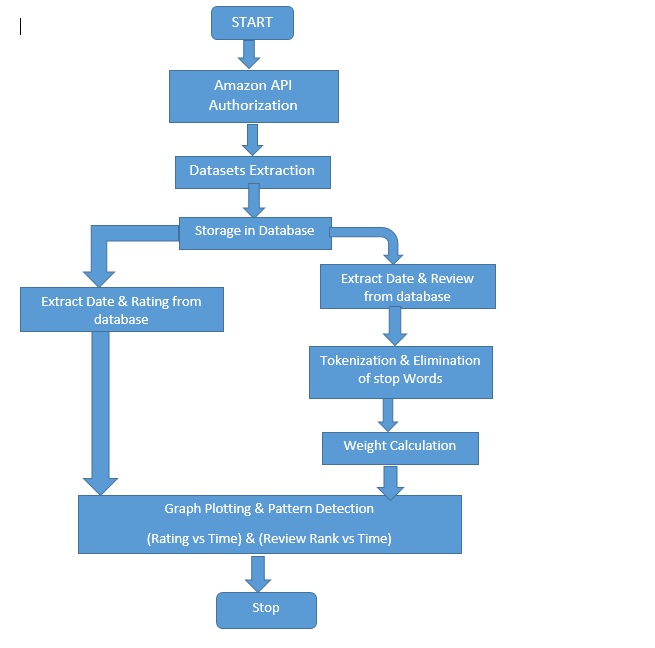 START
Amazon API
Authorization
Datasets Extraction
Storage in Database
Extract Date & Rating from
database
Extract Date & Review
from database
Tokenization & Elimination
of stop Words
Weight Calculation
Graph Plotting & Pattern Detection
(Rating vs Time) & (Review Rank vs Time)
Stop